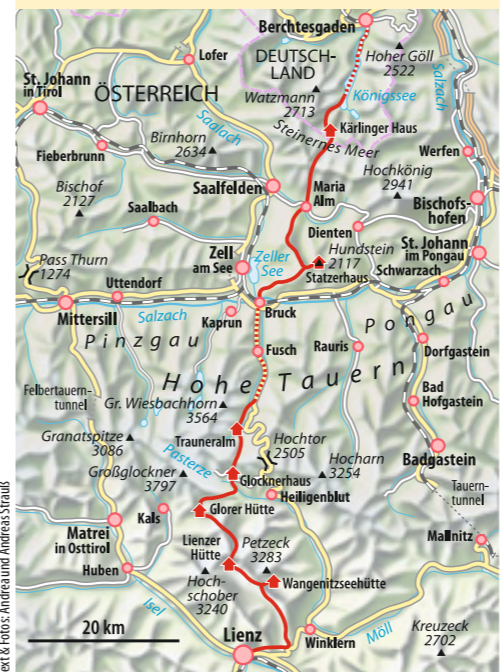 Berchtesgaden
Lofer
DEUTSCH-
LAND
Hoher Göll
2522
Salzach
St. Johann
in Tirol
ÖSTERREICH
Watzmann
2713
Königssee
Saalach
Steinernes Meer
Kärlinger Haus
Birnhorn
2634
Fieberbrunn
Werfen
Hochkönig
2941
Bischof
2127
Saalfelden
Maria
Alm
Bischofs-
hofen
Saalbach
Dienten
Hundstein
2117
Statzerhaus
St. Johann
im Pongau
Zell
am See
Zeller
See
Schwarzach
Pass Thurn
1274
Uttendorf
Mittersill
Salzach
Kaprun
Bruck
Pongau
Pinzgau
Fusch
Rauris
Dorfgastein
Hohe Tauern
Felbertauern-
tunnel
Gr. Wiesbachhorn
3564
Bad
Hofgastein
Granatspitze
3086
Trauneralm
Hochtor
2505
Badgastein
Pasterze
Hocharn
3254
Großglockner
3797
Glocknerhaus
Heiligenblut
Tauern-
tunnel
Kals
Glorer Hütte
Matrei
in Osttirol
Lienzer
Hütte
Petzeck
3283
Mallnitz
Huben
Hoch-
schober
3240
Wangenitzseehütte
Isel
Möll
20 km
Lienz
Winklern
Kreuzeck
2702
ext & Fotos: Andrea und Andreas Strauß